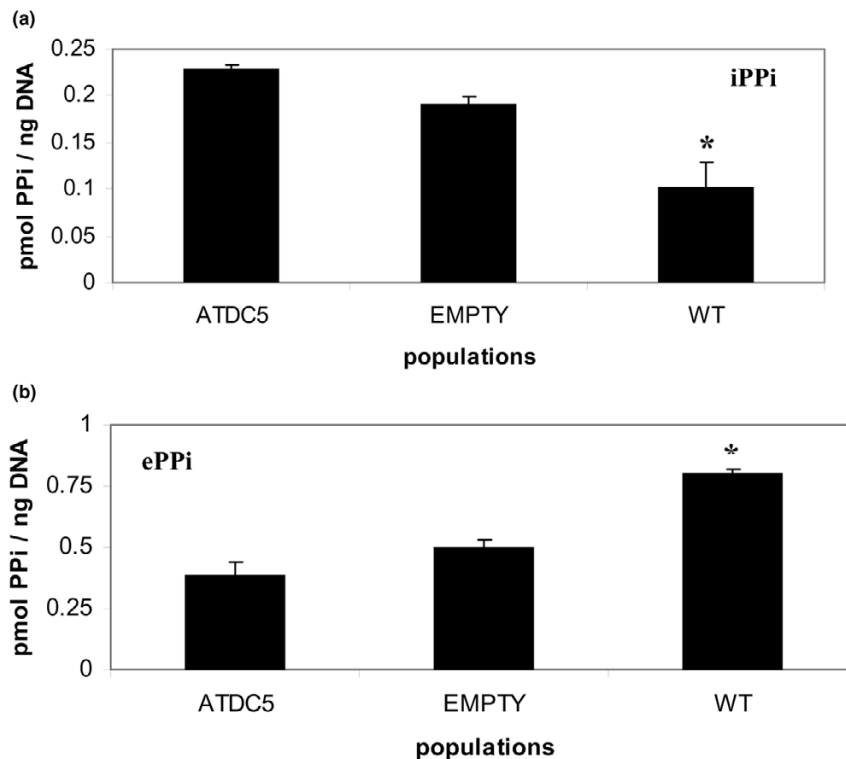 (a)
0.25
0.2
0.15
0.1
0.05
0
pmol PPi / ng DNA
iPPi
*
ATDC5 EMPTY WT
populations
(b)
1
0.75
0.5
0.25
0
pmol PPi / ng DNA
ePPi
*
ATDC5 EMPTY WT
populations